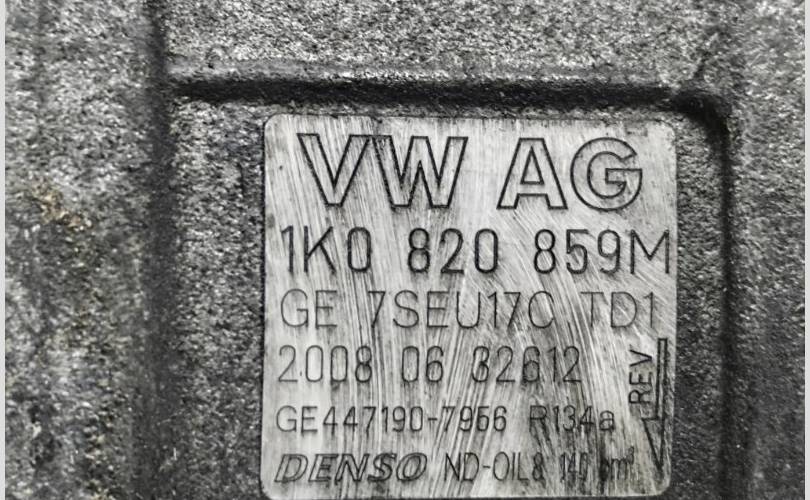 VW AG
1K0 820 859M
GE 7SEU17C TD1
2008 06 32612
REV
GE447190-7956 R134a
DENSO ND-OIL8 140 cm³